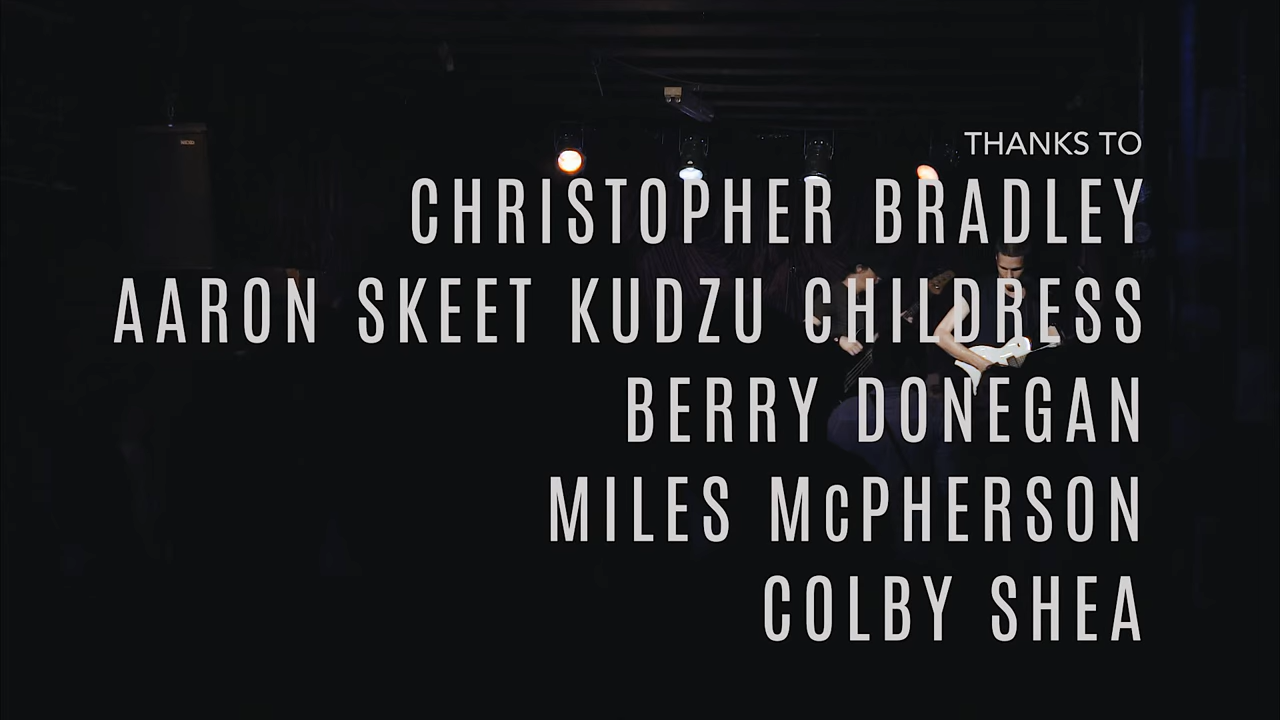 THANKS TO
CHRISTOPHER BRADLEY
AARON SKEET KUDZU CHILDRESS
BERRY DONEGAN
MILES McPHERSON
COLBY SHEA